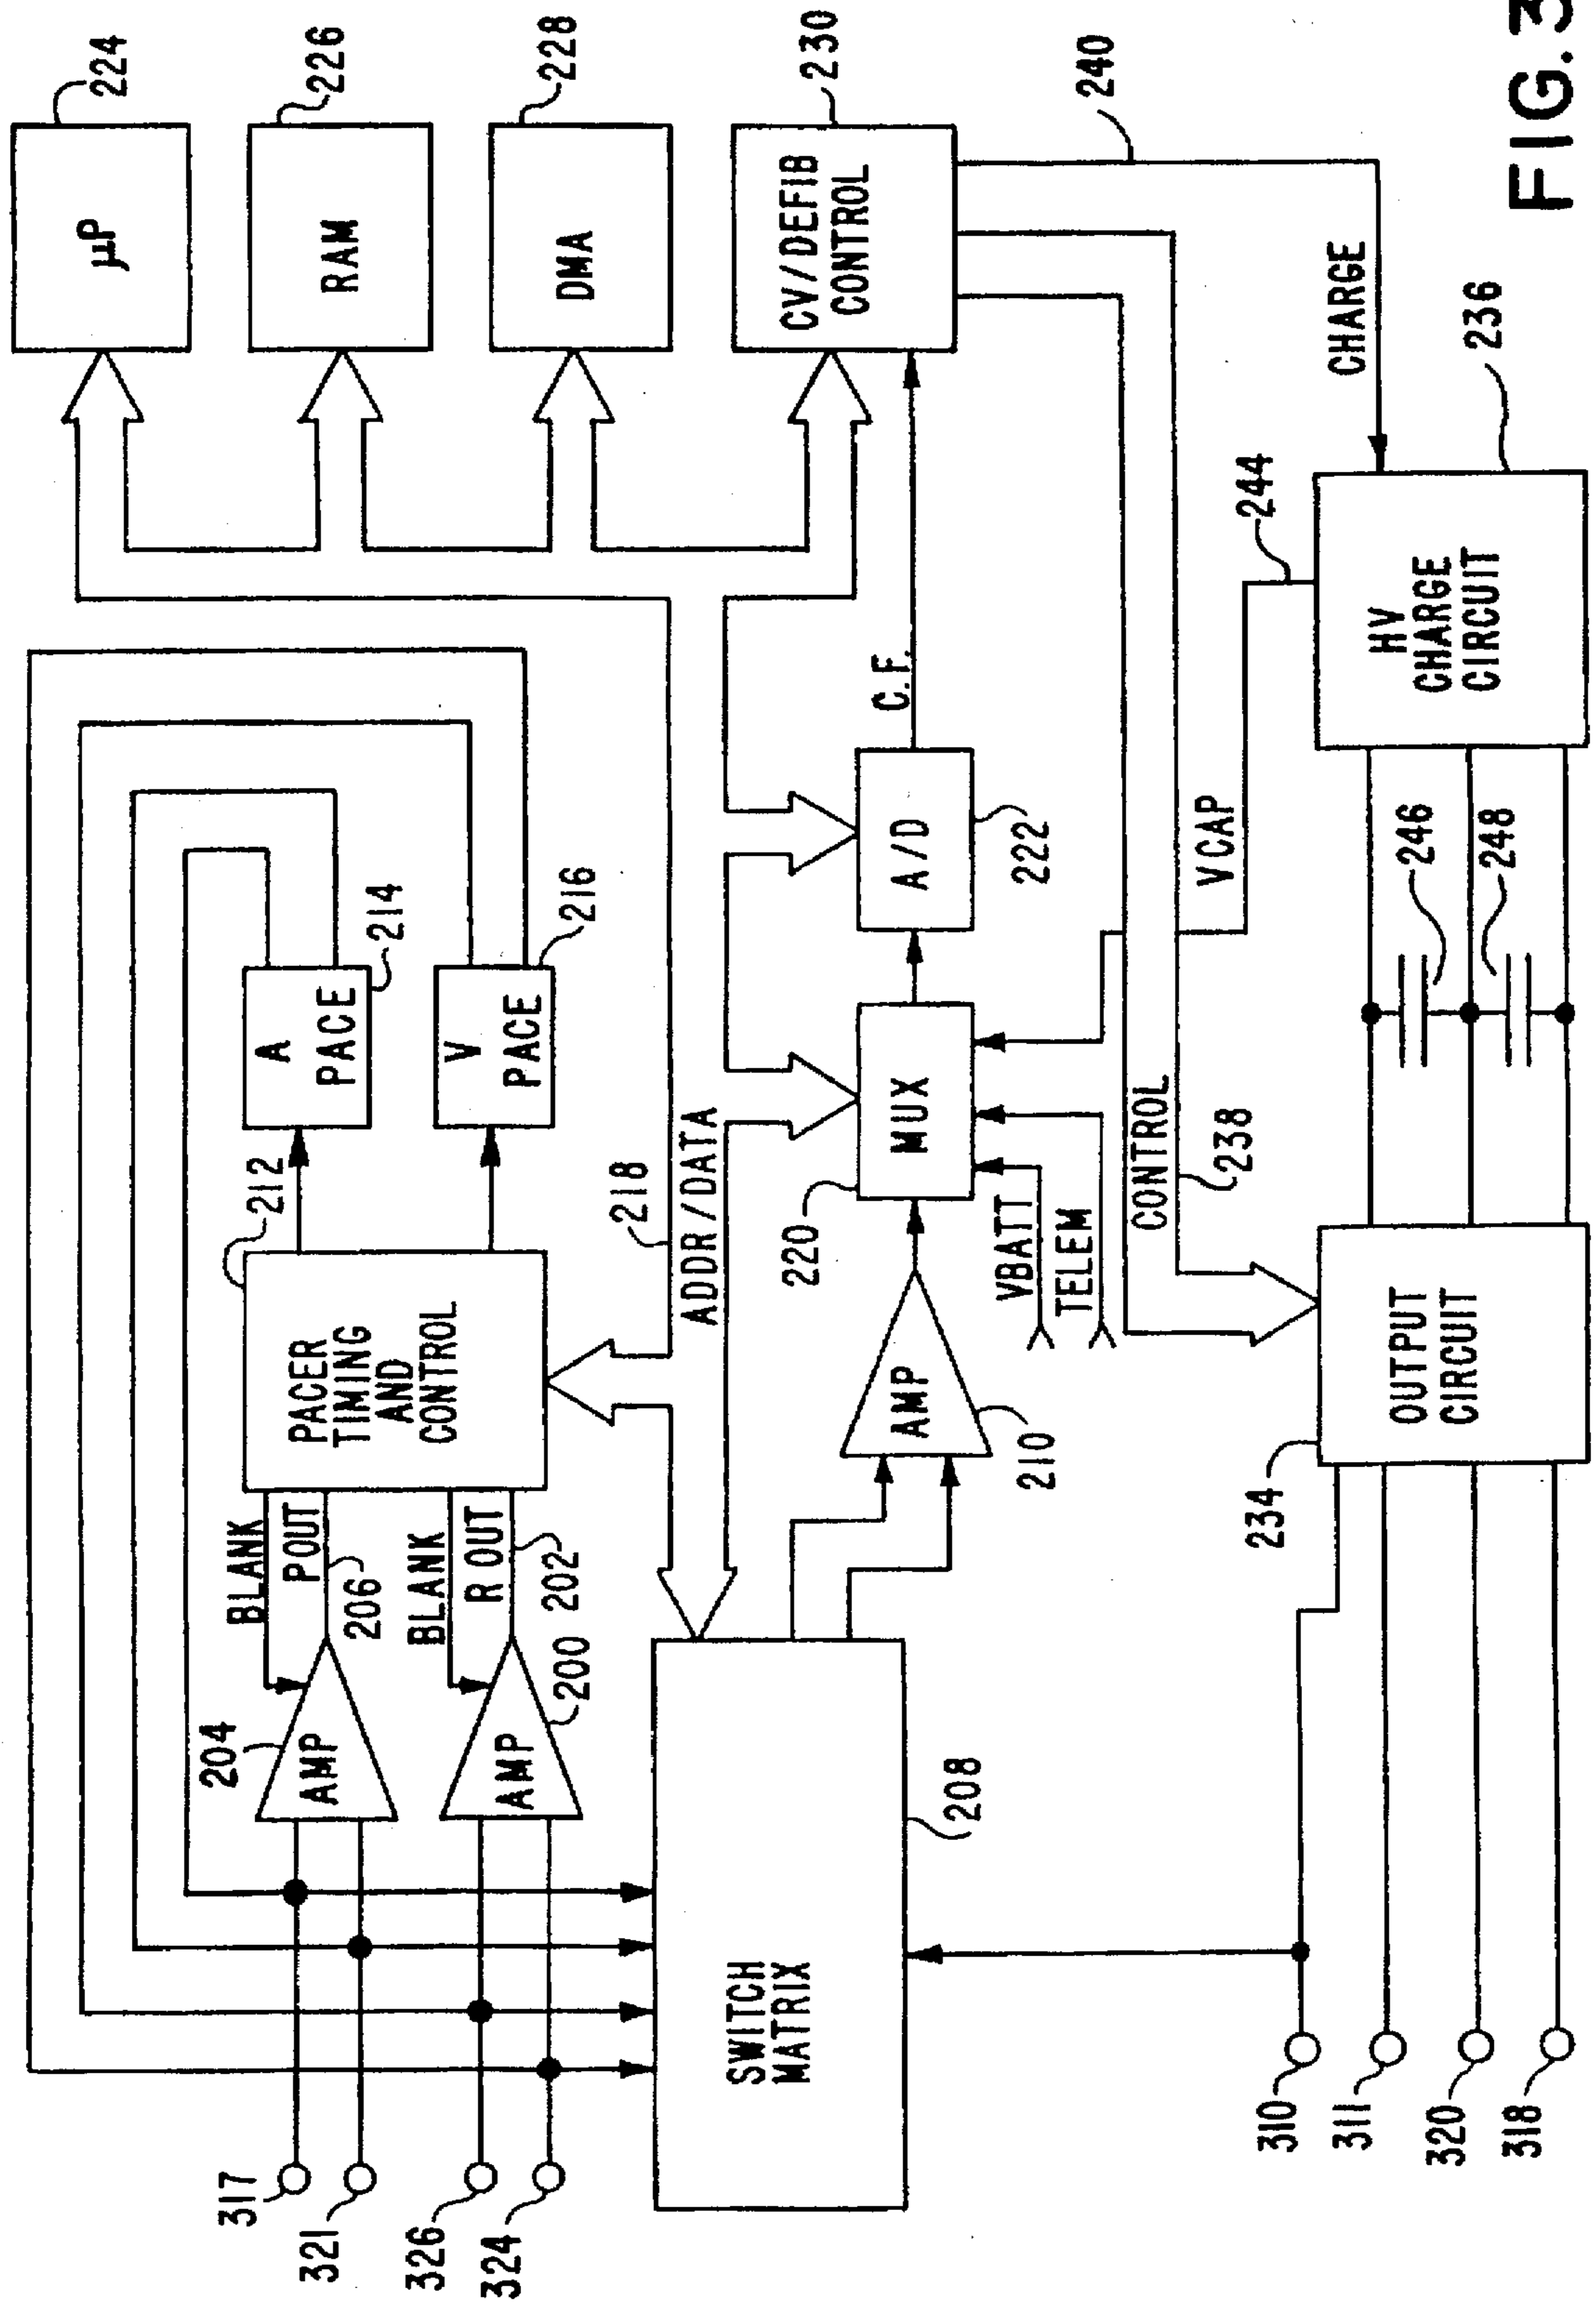 317
321
326
324
204
AMP
BLANK
POUT
206
AMP
200
BLANK
R OUT
202
212
PACER
TIMING
AND
CONTROL
A
PACE
214
V
PACE
216
µP
224
RAM
226
DMA
228
CV/DEFIB
CONTROL
230
218
ADDR/DATA
SWITCH
MATRIX
208
AMP
210
220
MUX
A/D
222
C.F.
VBATT
TELEM
CONTROL
238
VCAP
244
240
CHARGE
234
OUTPUT
CIRCUIT
246
248
HV
CHARGE
CIRCUIT
236
310
311
320
318
FIG. 3